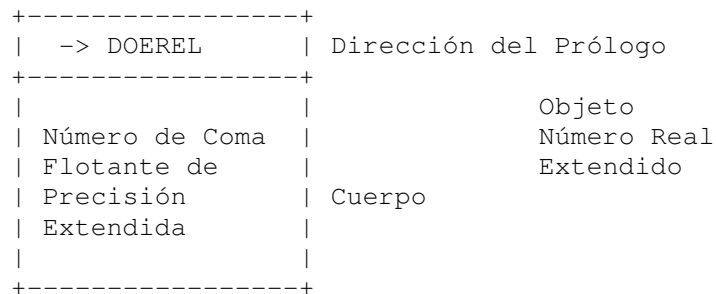 +------------------+
| -> DOEREL | Dirección del Prólogo
+------------------+
| | Objeto
| Número de Coma | Número Real
| Flotante de | Extendido
| Precisión | Cuerpo
| Extendida |
| |
+------------------+